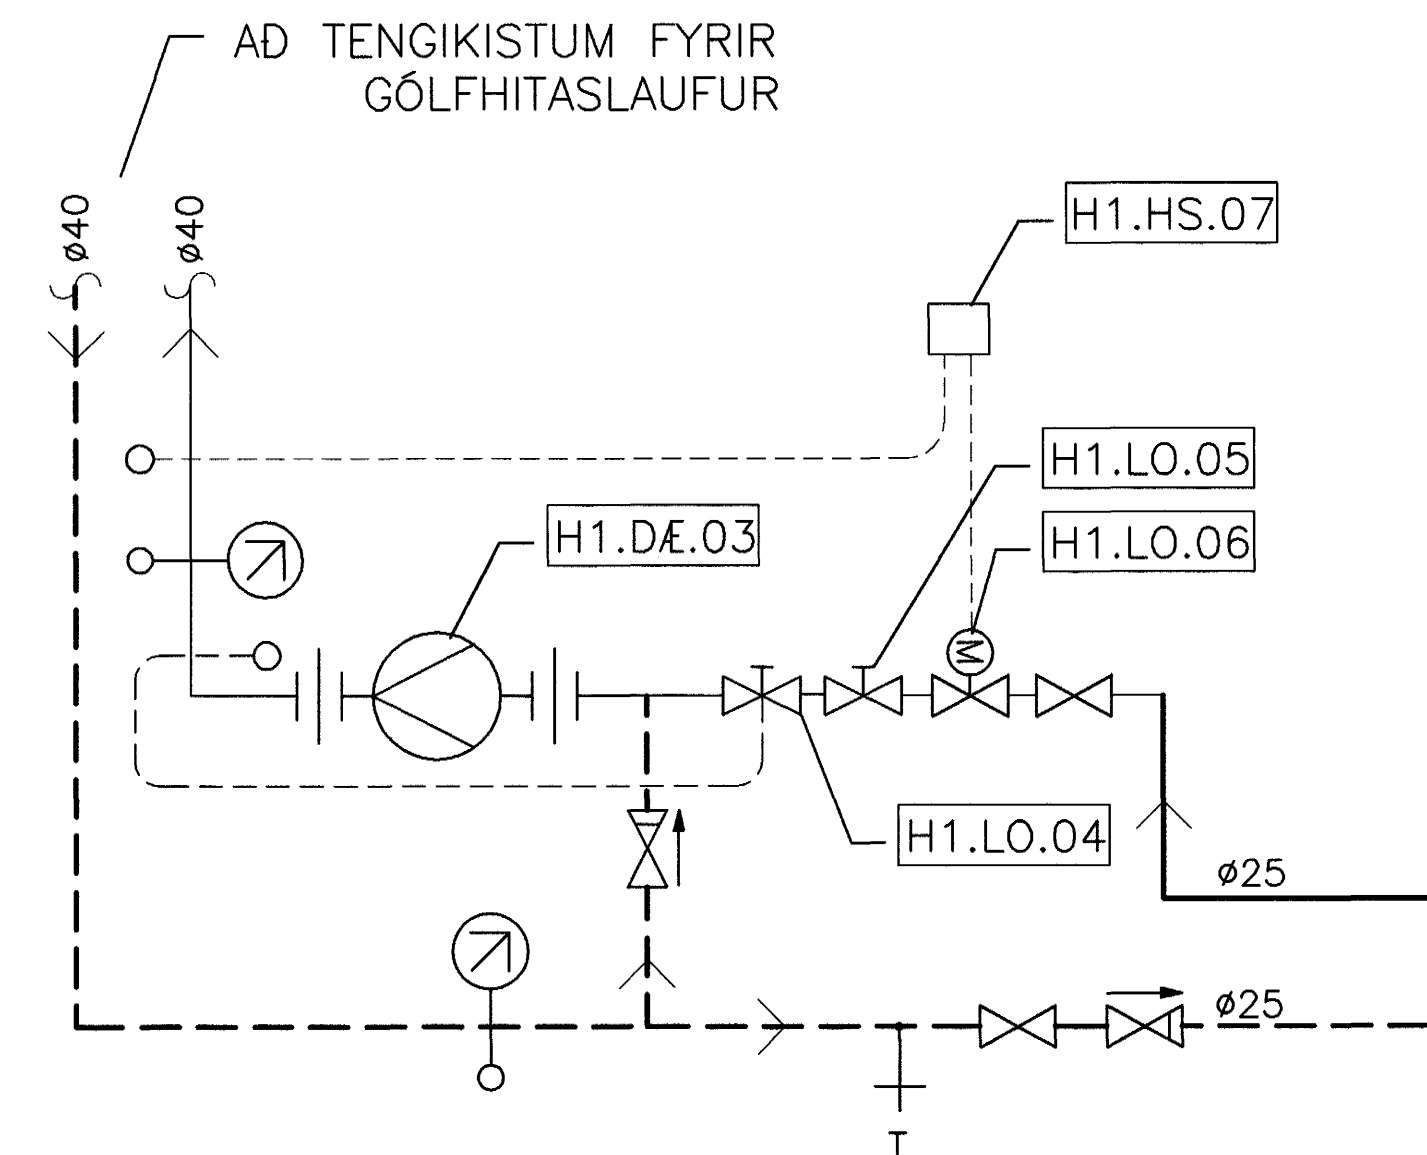 AÐ TENGIKISTUM FYRIR
GÓLFHITASLAUFUR
ø40
ø40
H1.HS.07
H1.LO.05
H1.LO.06
H1.DÆ.03
M
H1.LO.04
ø25
ø25
T